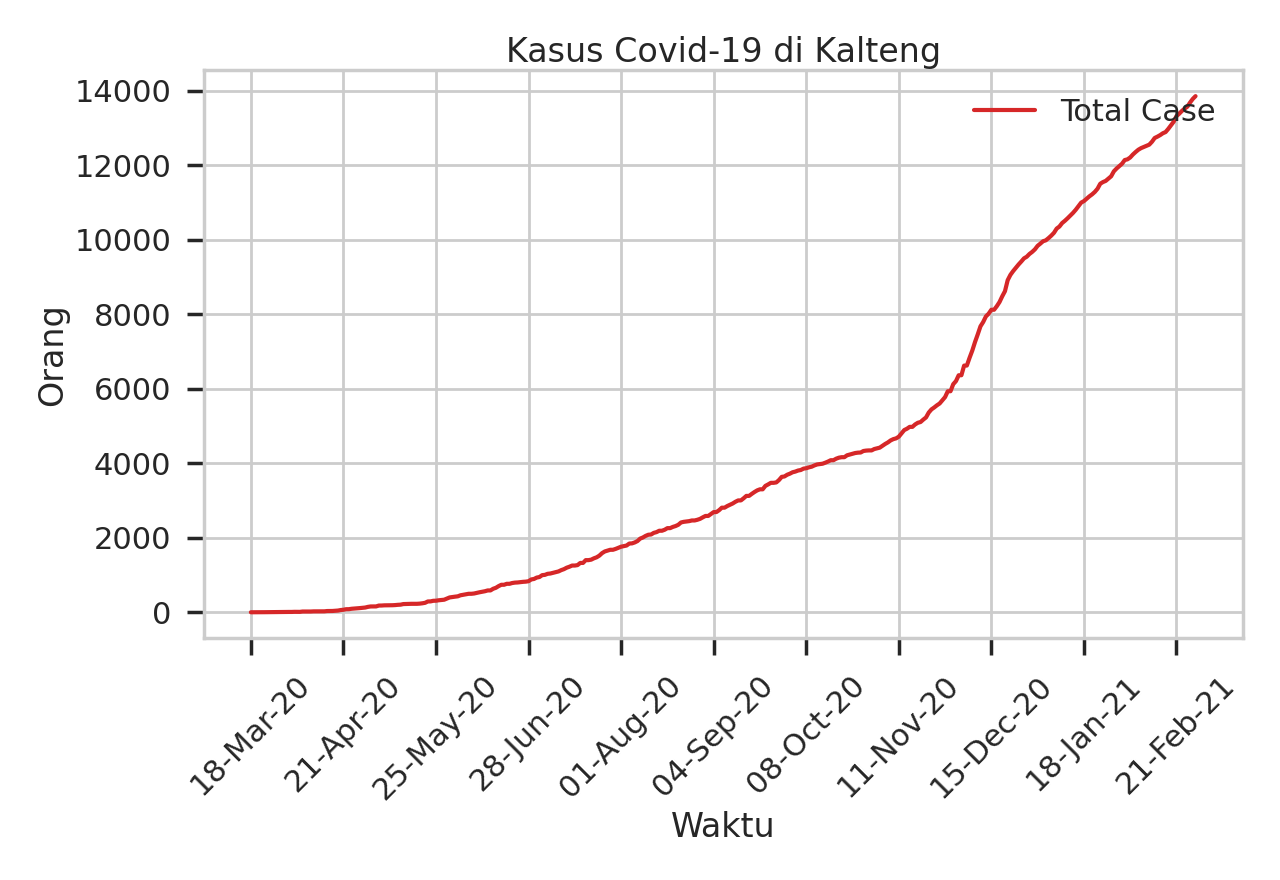 Kasus Covid-19 di Kalteng
Total Case
Orang
14000
12000
10000
8000
6000
4000
2000
0
18-Mar-20
21-Apr-20
25-May-20
28-Jun-20
01-Aug-20
04-Sep-20
08-Oct-20
11-Nov-20
15-Dec-20
18-Jan-21
21-Feb-21
Waktu